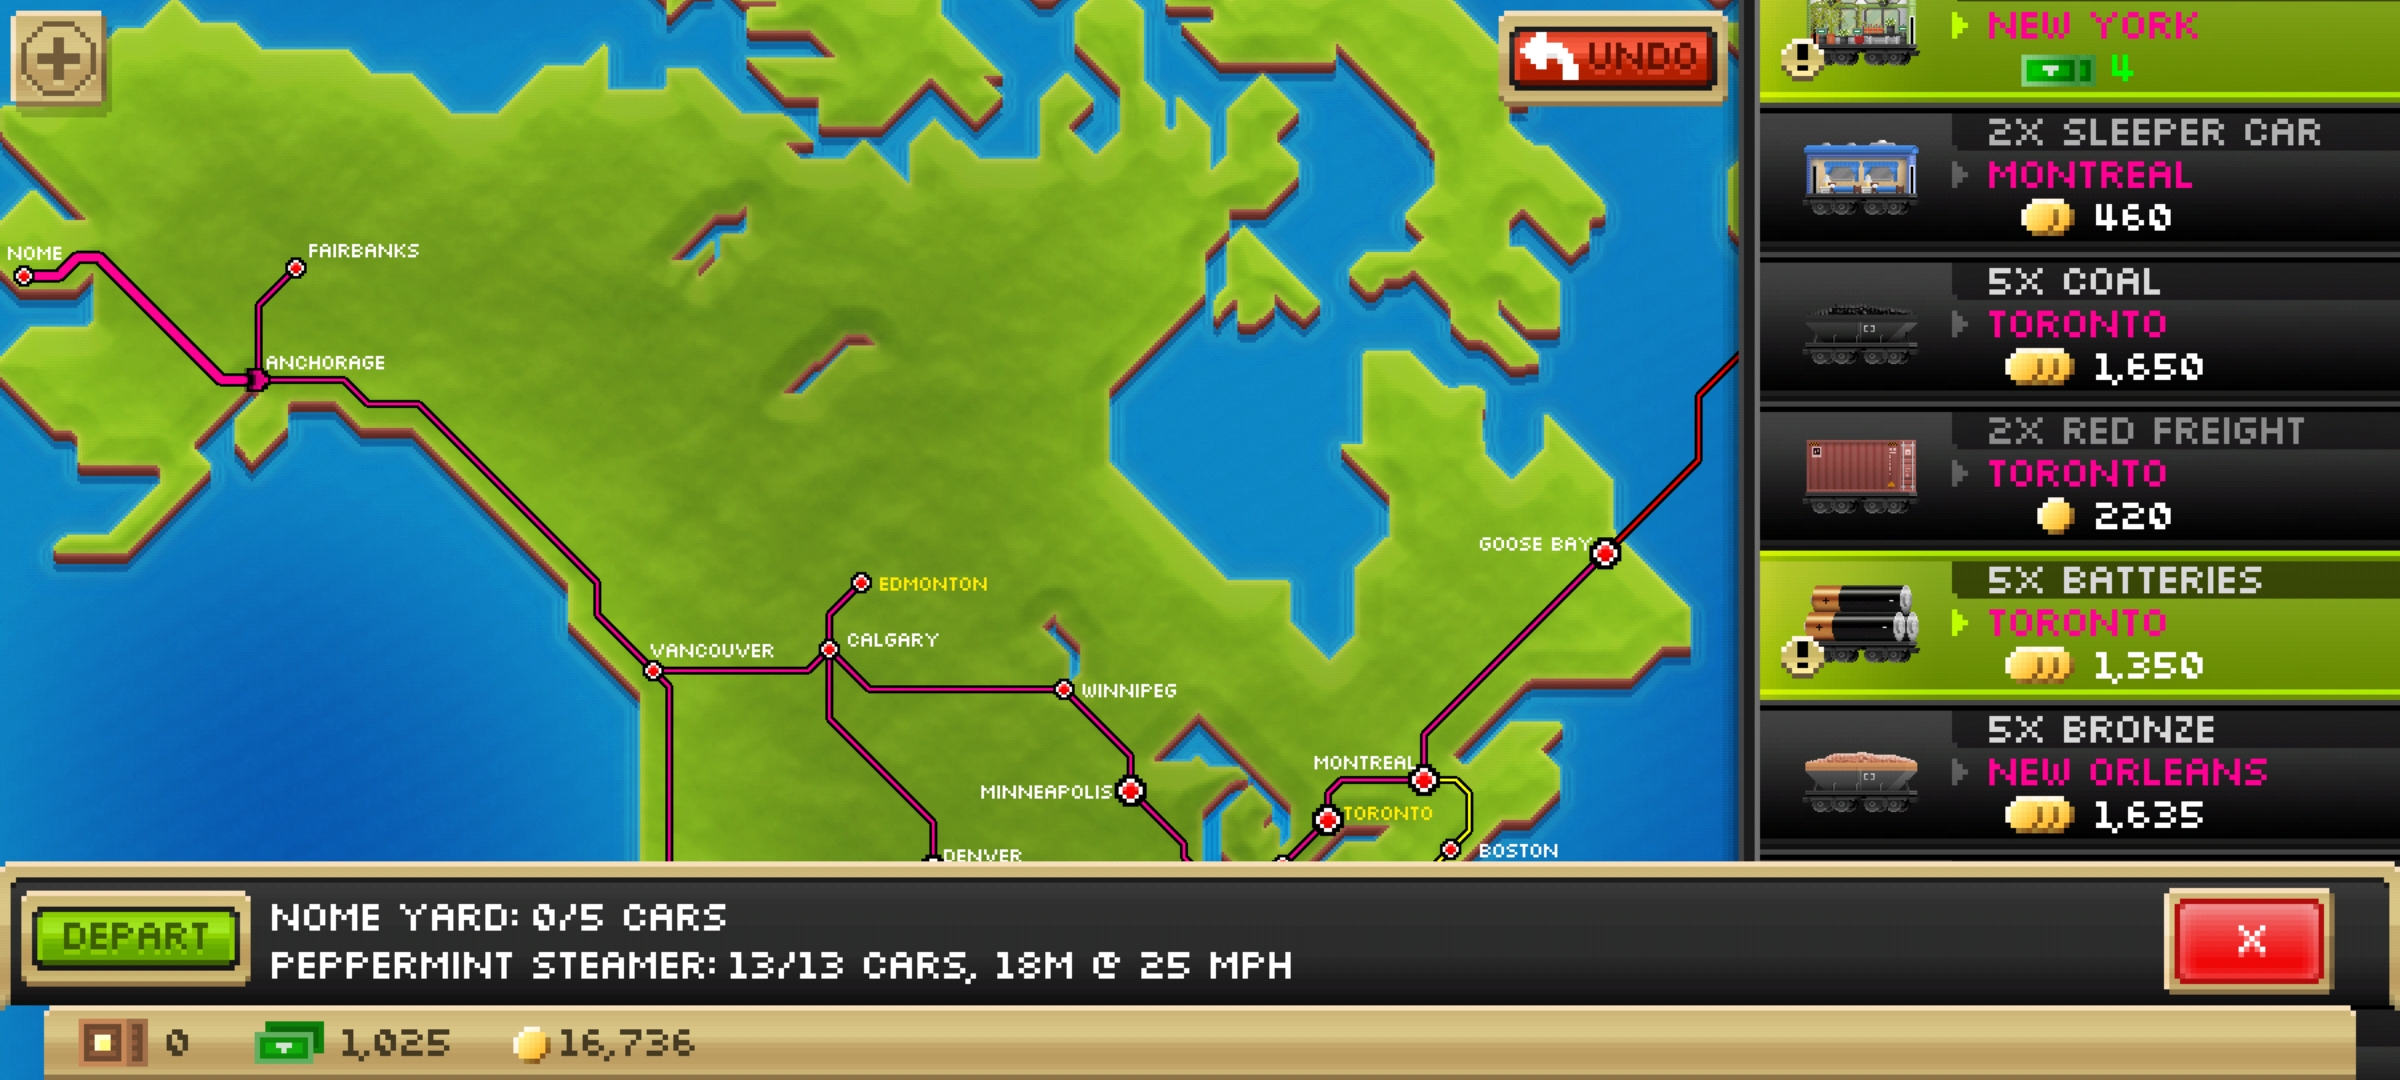 UNDO
NOME
FAIRBANKS
ANCHORAGE
EDMONTON
VANCOUVER
CALGARY
WINNIPEG
GOOSE BAY
MINNEAPOLIS
MONTREAL
TORONTO
DENVER
BOSTON
NEW YORK
4
2X SLEEPER CAR
MONTREAL
460
5X COAL
TORONTO
1,650
2X RED FREIGHT
TORONTO
220
5X BATTERIES
TORONTO
1,350
5X BRONZE
NEW ORLEANS
1,635
DEPART
NOME YARD: 0/5 CARS
PEPPERMINT STEAMER: 13/13 CARS, 18M @ 25 MPH
X
0
1,025
16,736